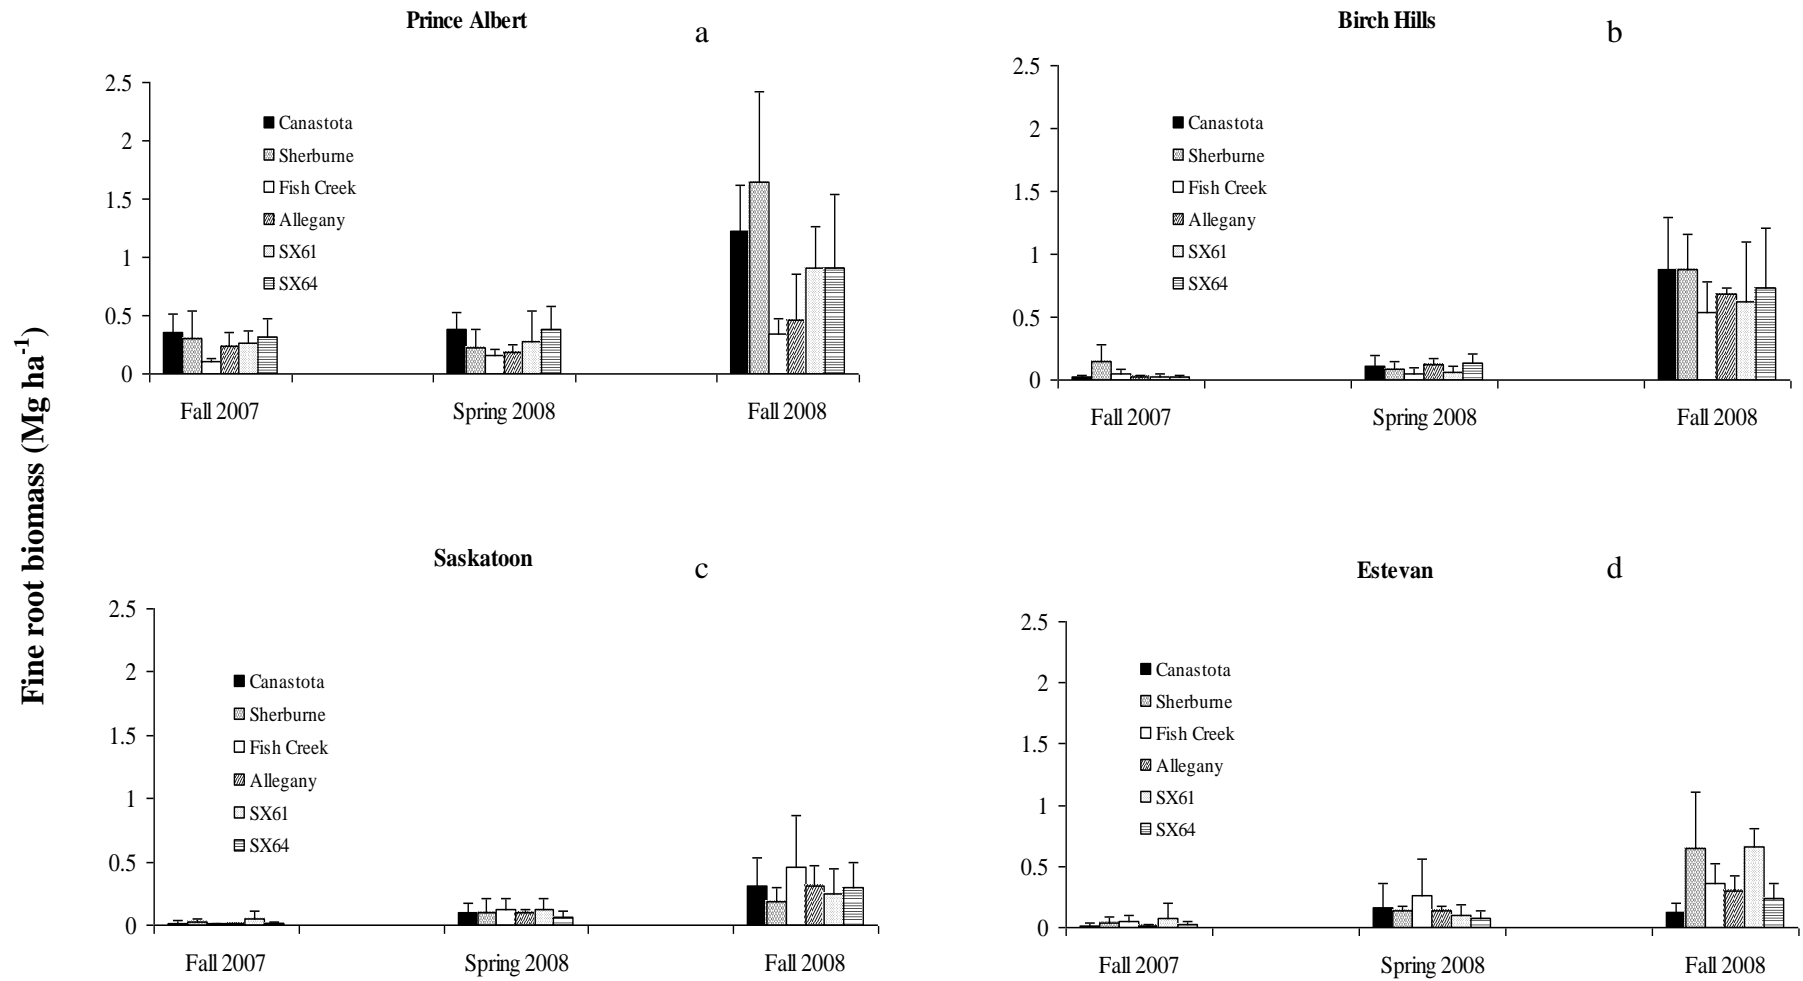 Fine root biomass (Mg ha⁻¹)
Prince Albert
a
2.5
2
1.5
1
0.5
0
Canastota
Sherburne
Fish Creek
Allegany
SX61
SX64
Fall 2007
Spring 2008
Fall 2008
Birch Hills
b
2.5
2
1.5
1
0.5
0
Canastota
Sherburne
Fish Creek
Allegany
SX61
SX64
Fall 2007
Spring 2008
Fall 2008
Saskatoon
c
2.5
2
1.5
1
0.5
0
Canastota
Sherburne
Fish Creek
Allegany
SX61
SX64
Fall 2007
Spring 2008
Fall 2008
Estevan
d
2.5
2
1.5
1
0.5
0
Canastota
Sherburne
Fish Creek
Allegany
SX61
SX64
Fall 2007
Spring 2008
Fall 2008